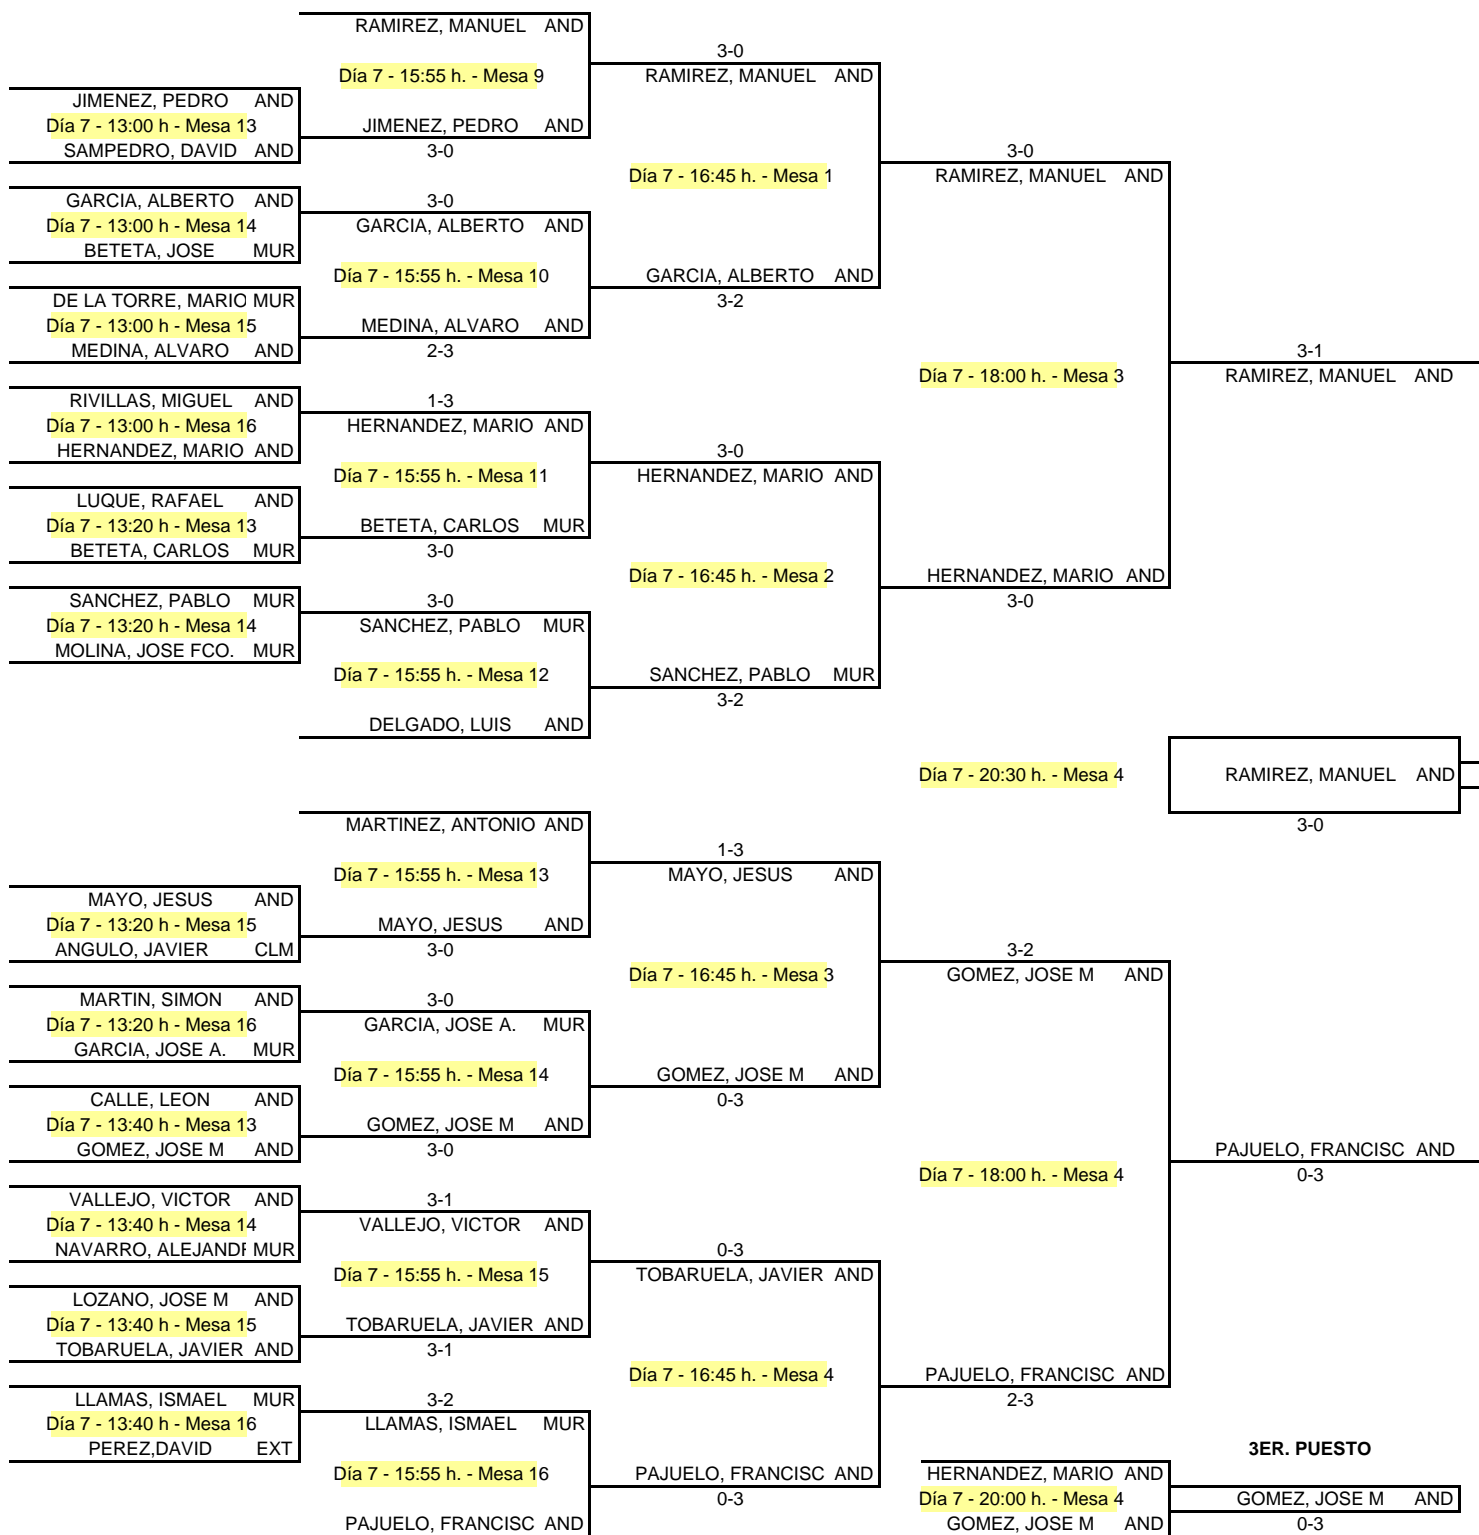 RAMIREZ, MANUEL AND
3-0
Día 7 - 15:55 h. - Mesa 9
RAMIREZ, MANUEL AND
JIMENEZ, PEDRO AND
Día 7 - 13:00 h - Mesa 13
JIMENEZ, PEDRO AND
SAMPEDRO, DAVID AND
3-0
3-0
Día 7 - 16:45 h. - Mesa 1
RAMIREZ, MANUEL AND
GARCIA, ALBERTO AND
3-0
Día 7 - 13:00 h - Mesa 14
GARCIA, ALBERTO AND
BETETA, JOSE MUR
Día 7 - 15:55 h. - Mesa 10
GARCIA, ALBERTO AND
DE LA TORRE, MARIO MUR
3-2
Día 7 - 13:00 h - Mesa 15
MEDINA, ALVARO AND
MEDINA, ALVARO AND
2-3
3-1
Día 7 - 18:00 h. - Mesa 3
RAMIREZ, MANUEL AND
RIVILLAS, MIGUEL AND
1-3
Día 7 - 13:00 h - Mesa 16
HERNANDEZ, MARIO AND
HERNANDEZ, MARIO AND
3-0
Día 7 - 15:55 h. - Mesa 11
HERNANDEZ, MARIO AND
LUQUE, RAFAEL AND
Día 7 - 13:20 h - Mesa 13
BETETA, CARLOS MUR
BETETA, CARLOS MUR
3-0
Día 7 - 16:45 h. - Mesa 2
HERNANDEZ, MARIO AND
SANCHEZ, PABLO MUR
3-0
3-0
Día 7 - 13:20 h - Mesa 14
SANCHEZ, PABLO MUR
MOLINA, JOSE FCO. MUR
Día 7 - 15:55 h. - Mesa 12
SANCHEZ, PABLO MUR
3-2
DELGADO, LUIS AND
Día 7 - 20:30 h. - Mesa 4
RAMIREZ, MANUEL AND
3-0
MARTINEZ, ANTONIO AND
1-3
Día 7 - 15:55 h. - Mesa 13
MAYO, JESUS AND
MAYO, JESUS AND
Día 7 - 13:20 h - Mesa 15
MAYO, JESUS AND
ANGULO, JAVIER CLM
3-0
3-2
Día 7 - 16:45 h. - Mesa 3
GOMEZ, JOSE M AND
MARTIN, SIMON AND
3-0
Día 7 - 13:20 h - Mesa 16
GARCIA, JOSE A. MUR
GARCIA, JOSE A. MUR
Día 7 - 15:55 h. - Mesa 14
GOMEZ, JOSE M AND
CALLE, LEON AND
0-3
Día 7 - 13:40 h - Mesa 13
GOMEZ, JOSE M AND
GOMEZ, JOSE M AND
3-0
PAJUELO, FRANCISC AND
Día 7 - 18:00 h. - Mesa 4
0-3
VALLEJO, VICTOR AND
3-1
Día 7 - 13:40 h - Mesa 14
VALLEJO, VICTOR AND
NAVARRO, ALEJAND MUR
0-3
Día 7 - 15:55 h. - Mesa 15
TOBARUELA, JAVIER AND
LOZANO, JOSE M AND
Día 7 - 13:40 h - Mesa 15
TOBARUELA, JAVIER AND
TOBARUELA, JAVIER AND
3-1
Día 7 - 16:45 h. - Mesa 4
PAJUELO, FRANCISC AND
LLAMAS, ISMAEL MUR
3-2
2-3
Día 7 - 13:40 h - Mesa 16
LLAMAS, ISMAEL MUR
PEREZ,DAVID EXT
3ER. PUESTO
Día 7 - 15:55 h. - Mesa 16
PAJUELO, FRANCISC AND
HERNANDEZ, MARIO AND
0-3
Día 7 - 20:00 h. - Mesa 4
GOMEZ, JOSE M AND
PAJUELO, FRANCISC AND
GOMEZ, JOSE M AND
0-3